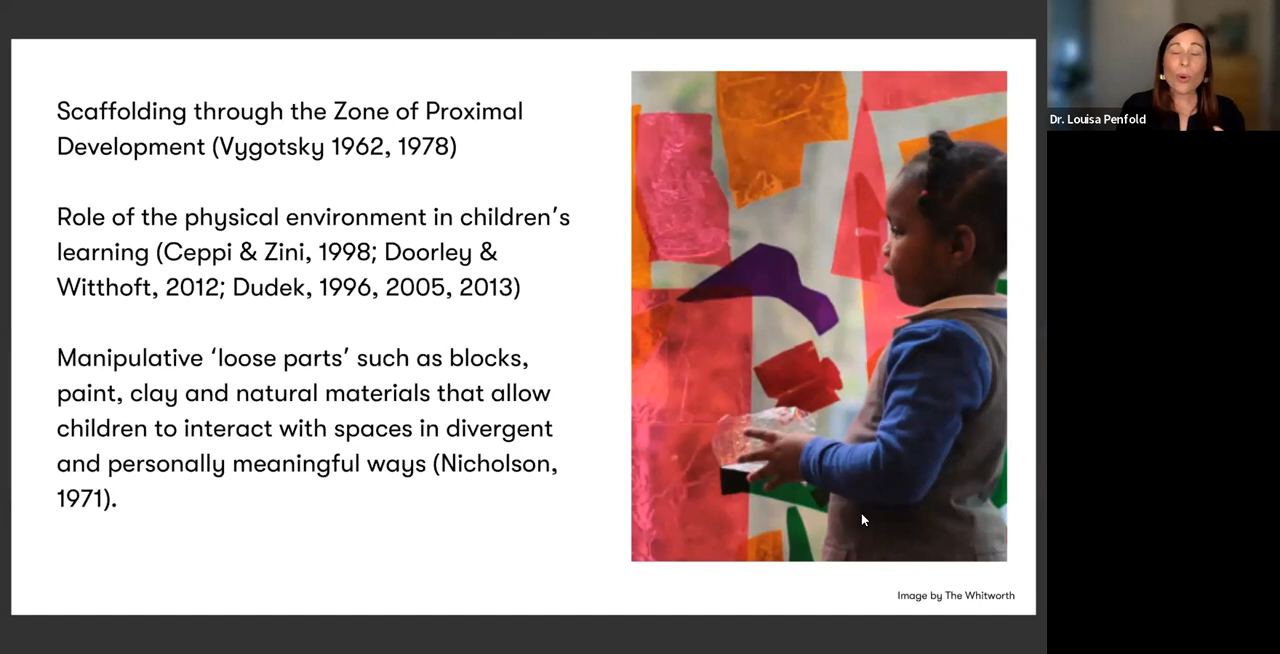 Scaffolding through the Zone of Proximal
Development (Vygotsky 1962, 1978)
Role of the physical environment in children's
learning (Ceppi & Zini, 1998; Doorley &
Witthoft, 2012; Dudek, 1996, 2005, 2013)
Manipulative ‘loose parts’ such as blocks,
paint, clay and natural materials that allow
children to interact with spaces in divergent
and personally meaningful ways (Nicholson,
1971).
Image by The Whitworth
Dr. Louisa Penfold